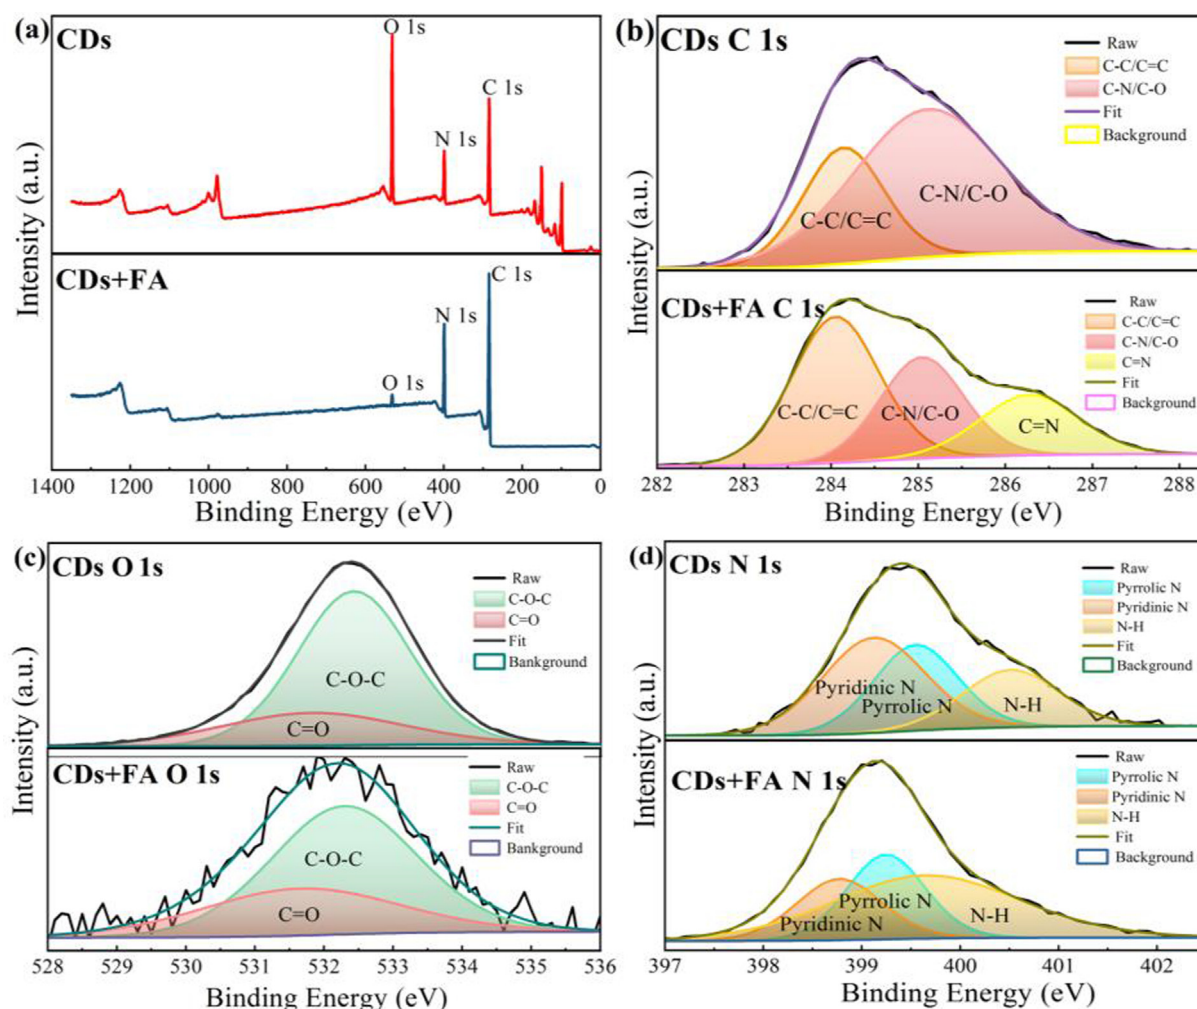 (a)
CDs
O 1s
N 1s
C 1s
CDs+FA
C 1s
N 1s
O 1s
Intensity (a.u.)
1400 1200 1000 800 600 400 200 0
Binding Energy (eV)
(b)
CDs C 1s
Raw
C-C/C=C
C-N/C-O
Fit
Background
C-C/C=C
C-N/C-O
CDs+FA C 1s
Raw
C-C/C=C
C-N/C-O
C=N
Fit
Background
C-C/C=C
C-N/C-O
C=N
Intensity (a.u.)
282 283 284 285 286 287 288
Binding Energy (eV)
(c)
CDs O 1s
Raw
C-O-C
C=O
Fit
Bankground
C-O-C
C=O
CDs+FA O 1s
Raw
C-O-C
C=O
Fit
Bankground
C-O-C
C=O
Intensity (a.u.)
528 529 530 531 532 533 534 535 536
Binding Energy (eV)
(d)
CDs N 1s
Raw
Pyrrolic N
Pyridinic N
N-H
Fit
Background
Pyridinic N
Pyrrolic N
N-H
CDs+FA N 1s
Raw
Pyrrolic N
Pyridinic N
N-H
Fit
Background
Pyrrolic N
Pyridinic N
N-H
Intensity (a.u.)
397 398 399 400 401 402
Binding Energy (eV)